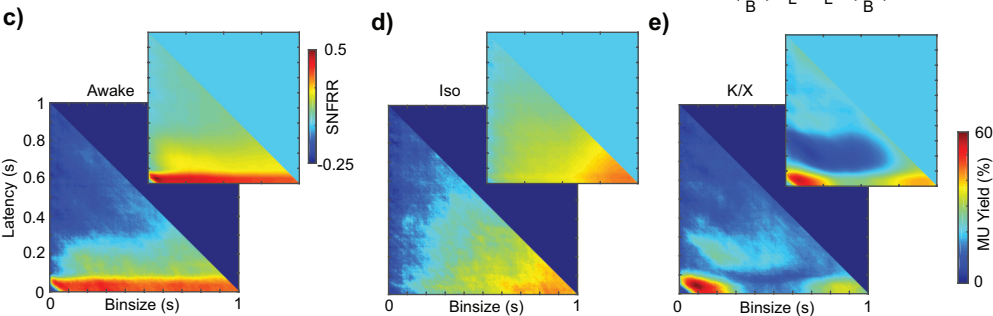 B L L B
c)
d)
e)
0.5
SNFRR
-0.25
Awake
Iso
K/X
1
0.8
0.6
0.4
0.2
0
Latency (s)
0 1
Binsize (s)
0 1
Binsize (s)
0 1
Binsize (s)
60
MU Yield (%)
0